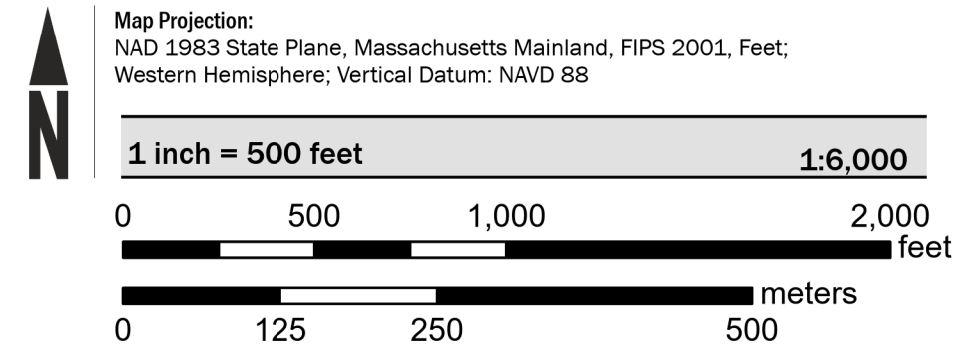 N
Map Projection:
NAD 1983 State Plane, Massachusetts Mainland, FIPS 2001, Feet;
Western Hemisphere; Vertical Datum: NAVD 88
1 inch = 500 feet 1:6,000
0 500 1,000 2,000
feet
meters
0 125 250 500